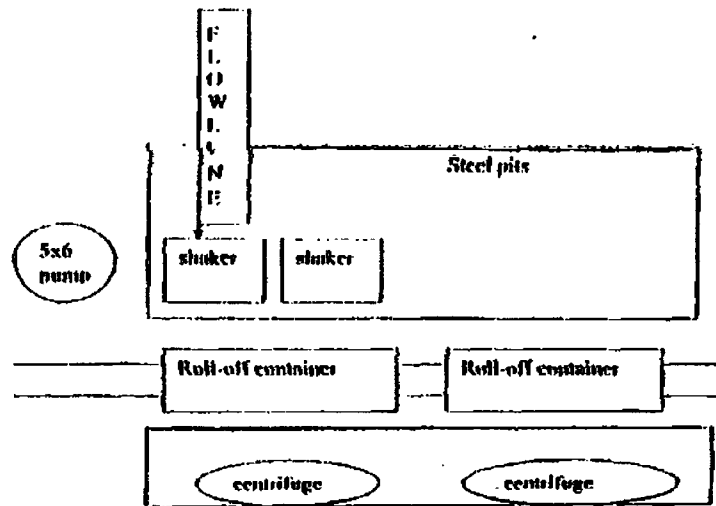 FLOWLINE
Steel pits
5x6
pump
shaker
shaker
Roll-off container
Roll-off container
centrifuge
centrifuge